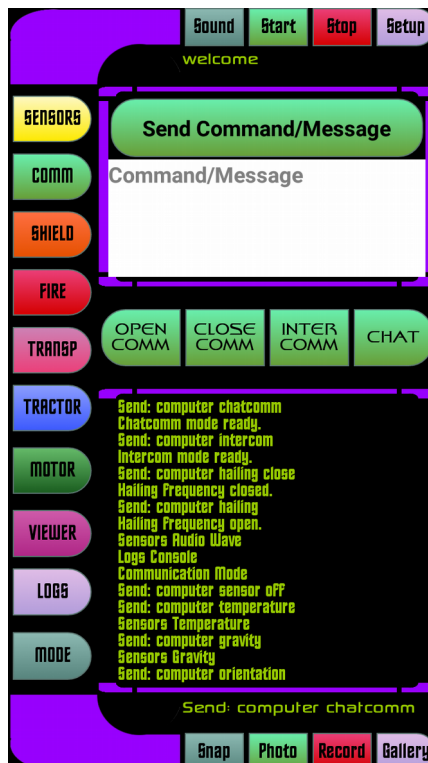 Sound Start Stop Setup
welcome
SENSORS
COMM
SHIELD
FIRE
TRANSP
TRACTOR
MOTOR
VIEWER
LOGS
MODE
Send Command/Message
Command/Message
OPEN COMM
CLOSE COMM
INTER COMM
CHAT
Send: computer chatcomm
Chatcomm mode ready.
Send: computer intercom
Intercom mode ready.
Send: computer hailing close
Hailing Frequency closed.
Send: computer hailing
Hailing Frequency open.
Sensors Audio Wave
Logs Console
Communication Mode
Send: computer sensor off
Send: computer temperature
Sensors Temperature
Send: computer gravity
Sensors Gravity
Send: computer orientation
Send: computer chatcomm
Snap Photo Record Gallery